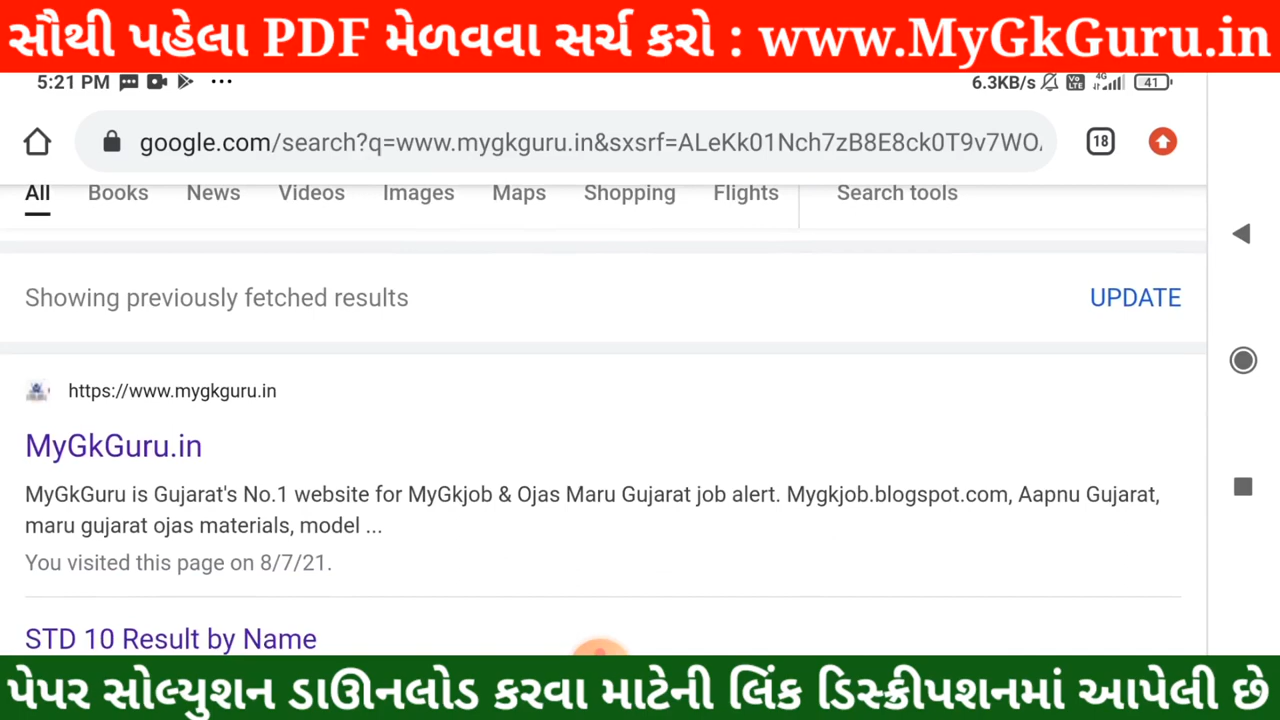 સૌથી પહેલા PDF મેળવવા સર્ચ કરો : www.MyGkGuru.in
5:21 PM ... 6.3KB/s Vo LTE 4G 41
google.com/search?q=www.mygkguru.in&sxsrf=ALeKk01Nch7zB8E8ck0T9v7WO 18
All Books News Videos Images Maps Shopping Flights Search tools
Showing previously fetched results UPDATE
https://www.mygkguru.in
MyGkGuru.in
MyGkGuru is Gujarat's No.1 website for MyGkjob & Ojas Maru Gujarat job alert. Mygkjob.blogspot.com, Aapnu Gujarat,
maru gujarat ojas materials, model ...
You visited this page on 8/7/21.
STD 10 Result by Name
પેપર સોલ્યુશન ડાઊનલોડ કરવા માટેની લિંક ડિસ્ક્રીપશનમાં આપેલી છે